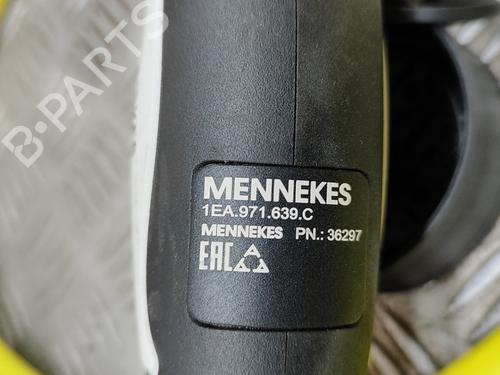 B-PARTS
MENNEKES
1EA.971.639.C
MENNEKES PN.: 36297
EAC